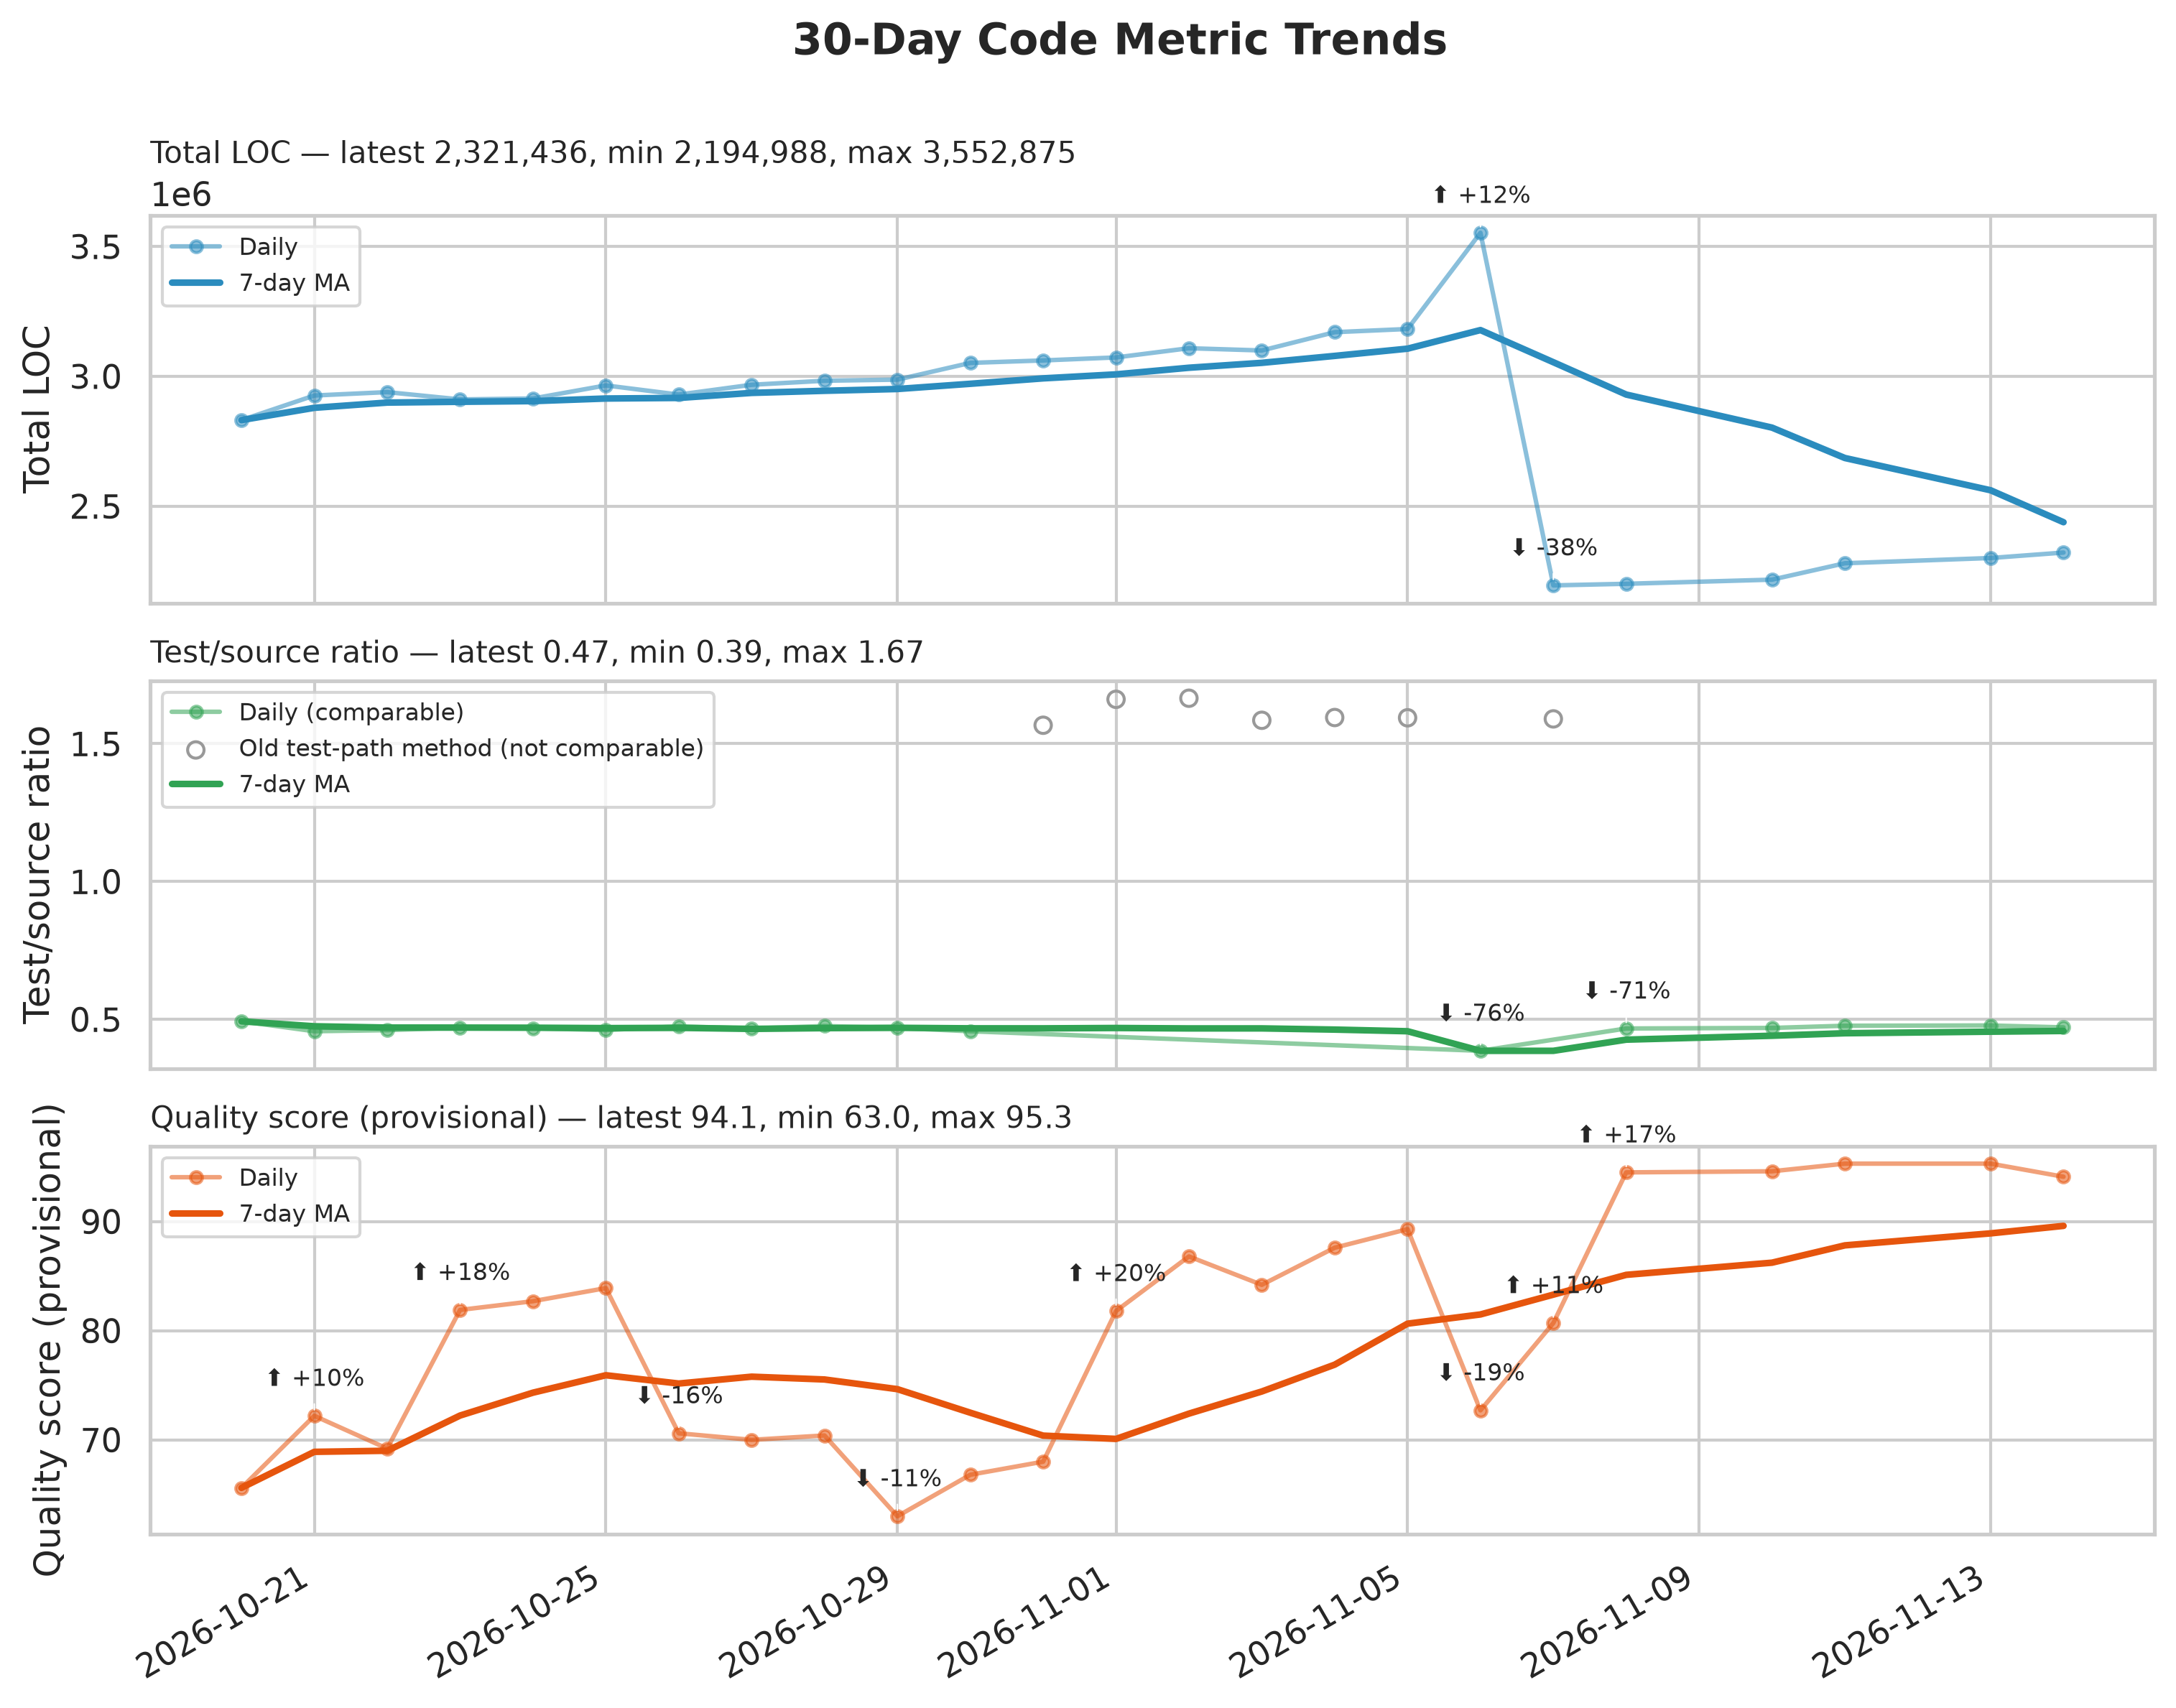 30-Day Code Metric Trends
Total LOC — latest 2,321,436, min 2,194,988, max 3,552,875
1e6
⬆ +12%
Daily
7-day MA
3.5
3.0
2.5
Total LOC
⬇ -38%
Test/source ratio — latest 0.47, min 0.39, max 1.67
Daily (comparable)
Old test-path method (not comparable)
7-day MA
1.5
1.0
0.5
Test/source ratio
⬇ -76%
⬇ -71%
Quality score (provisional) — latest 94.1, min 63.0, max 95.3
Daily
7-day MA
90
80
70
Quality score (provisional)
⬆ +10%
⬆ +18%
⬇ -16%
⬇ -11%
⬆ +20%
⬇ -19%
⬆ +11%
⬆ +17%
2026-10-21
2026-10-25
2026-10-29
2026-11-01
2026-11-05
2026-11-09
2026-11-13